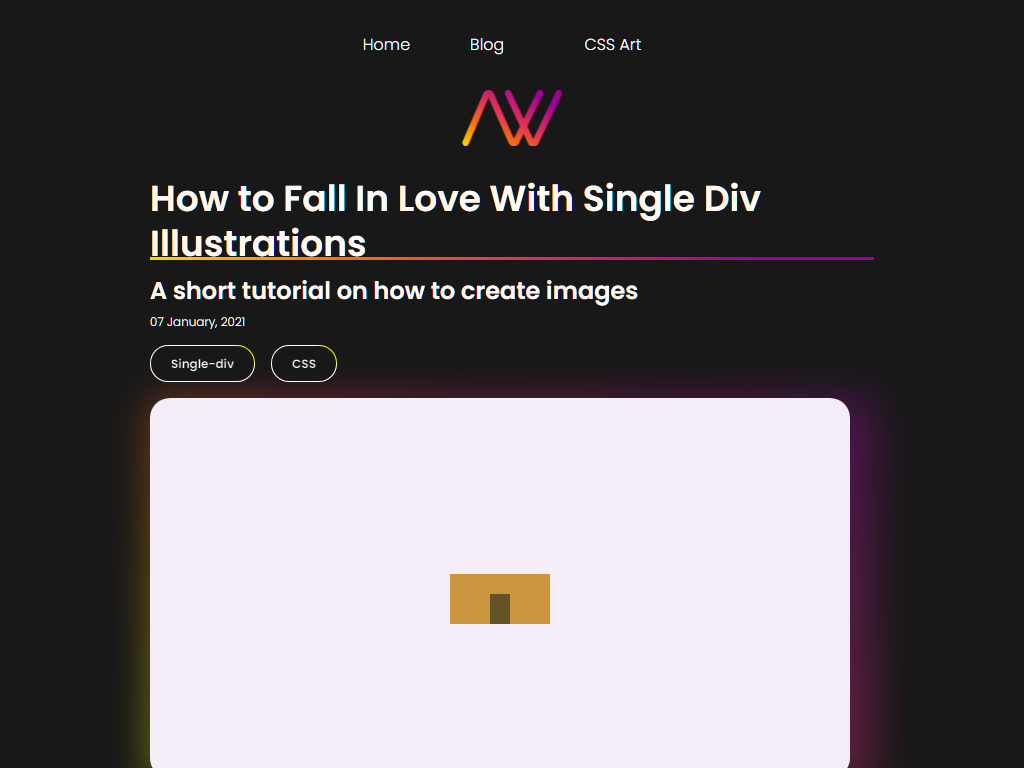 Home Blog CSS Art
AW
How to Fall In Love With Single Div
Illustrations
A short tutorial on how to create images
07 January, 2021
Single-div CSS